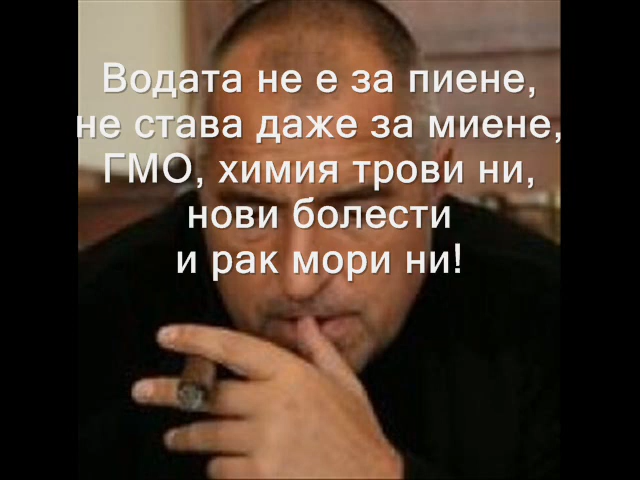 Водата не е за пиене,
не става даже за миене,
ГМО, химия трови ни,
нови болести
и рак мори ни!